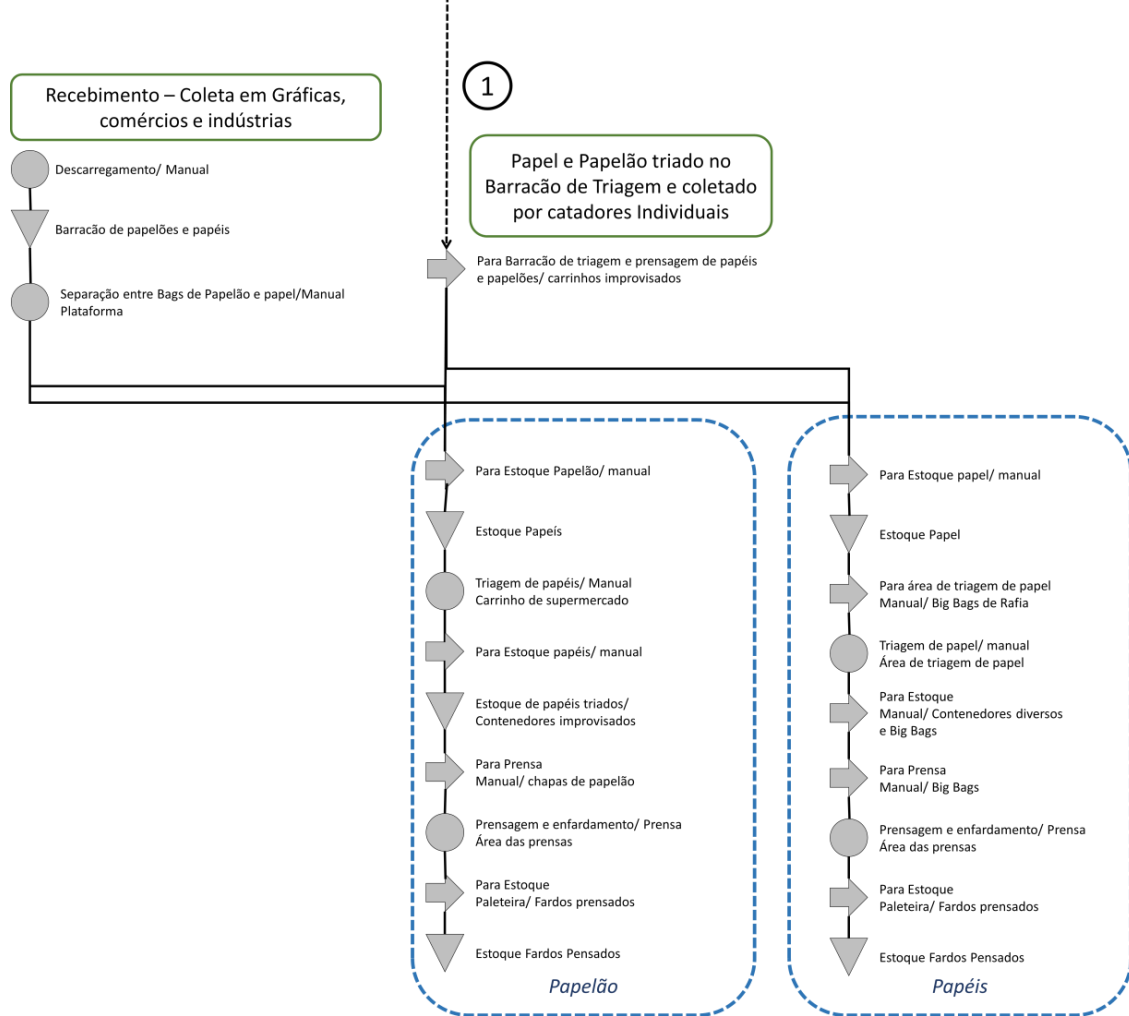 1
Recebimento – Coleta em Gráficas,
comércios e indústrias
Descarregamento/ Manual
Barracão de papelões e papéis
Separação entre Bags de Papelão e papel/Manual
Plataforma
Papel e Papelão triado no
Barracão de Triagem e coletado
por catadores Individuais
Para Barracão de triagem e prensagem de papéis
e papelões/ carrinhos improvisados
Para Estoque Papelão/ manual
Estoque Papeís
Triagem de papéis/ Manual
Carrinho de supermercado
Para Estoque papéis/ manual
Estoque de papéis triados/
Contenedores improvisados
Para Prensa
Manual/ chapas de papelão
Prensagem e enfardamento/ Prensa
Área das prensas
Para Estoque
Paleteira/ Fardos prensados
Estoque Fardos Pensados
Papelão
Para Estoque papel/ manual
Estoque Papel
Para área de triagem de papel
Manual/ Big Bags de Rafia
Triagem de papel/ manual
Área de triagem de papel
Para Estoque
Manual/ Contenedores diversos
e Big Bags
Para Prensa
Manual/ Big Bags
Prensagem e enfardamento/ Prensa
Área das prensas
Para Estoque
Paleteira/ Fardos prensados
Estoque Fardos Pensados
Papéis